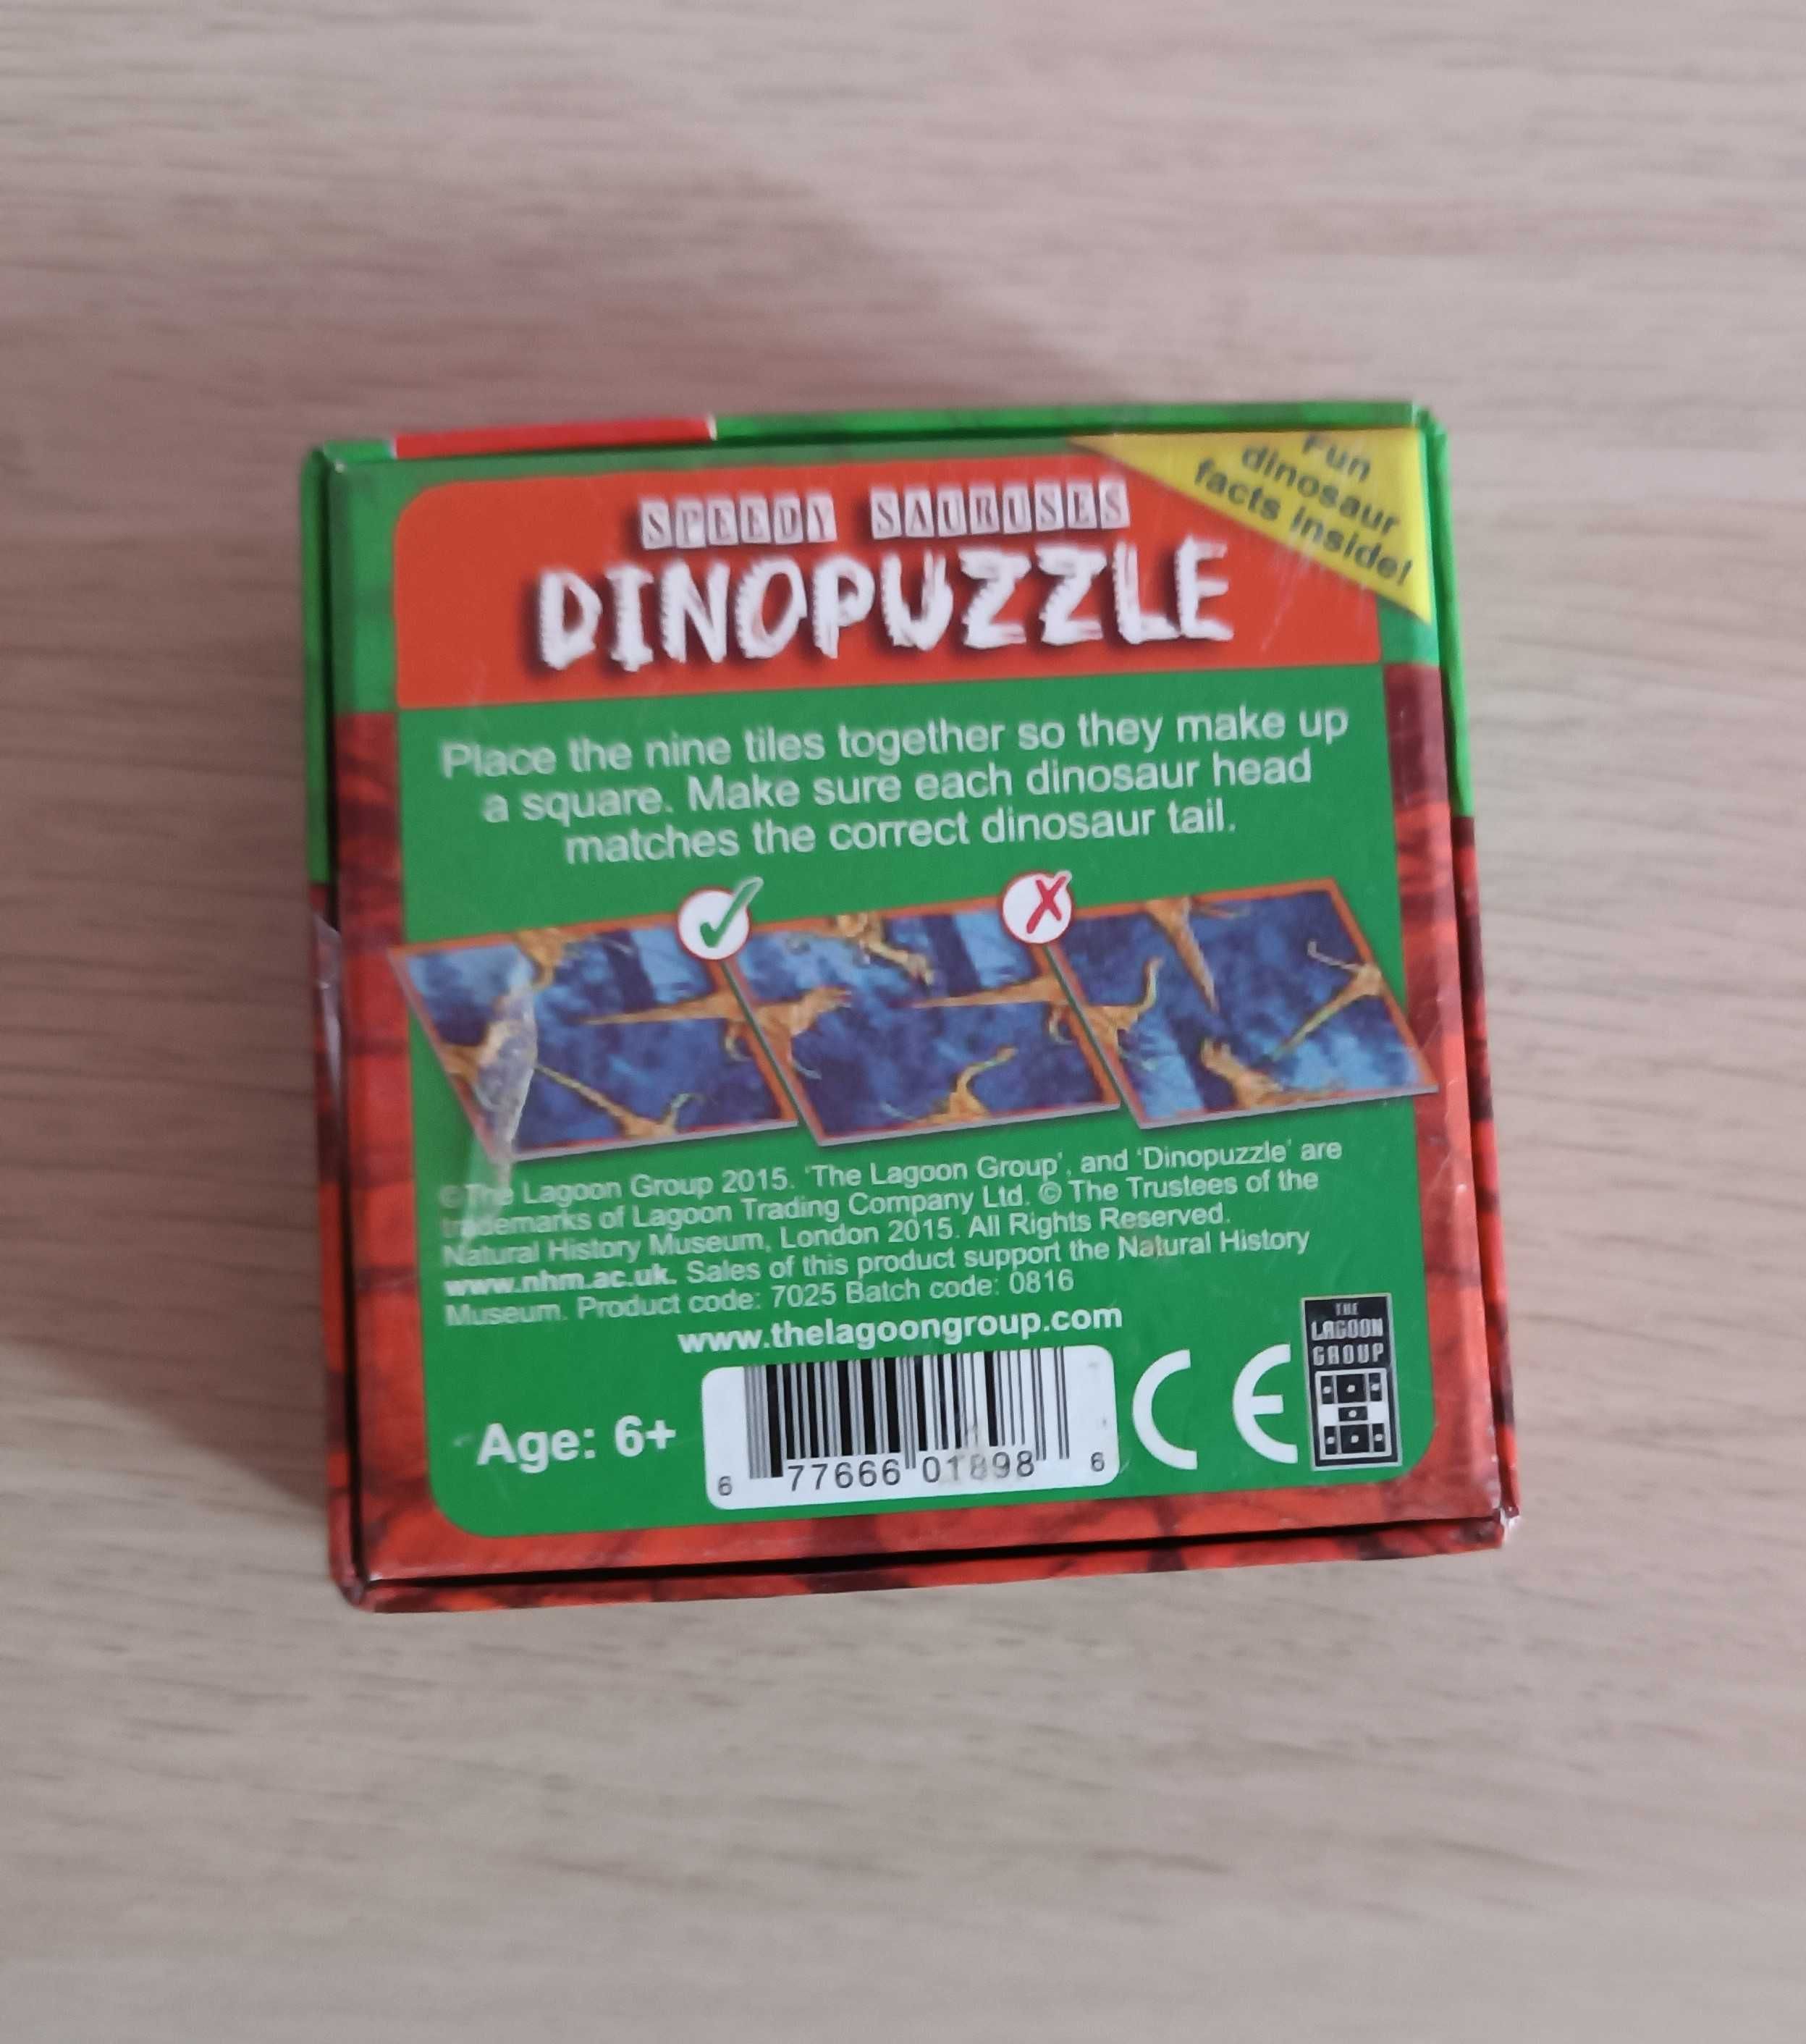 Fun
dinosaur
facts inside!
SPEEDY SAURUSES
DINOPUZZLE
Place the nine tiles together so they make up
a square. Make sure each dinosaur head
matches the correct dinosaur tail.
©The Lagoon Group 2015. 'The Lagoon Group', and 'Dinopuzzle' are
trademarks of Lagoon Trading Company Ltd. © The Trustees of the
Natural History Museum, London 2015. All Rights Reserved.
www.nhm.ac.uk. Sales of this product support the Natural History
Museum. Product code: 7025 Batch code: 0816
www.thelagoongroup.com
Age: 6+
6 77666 01898 6
CE
THE
LAGOON
GROUP